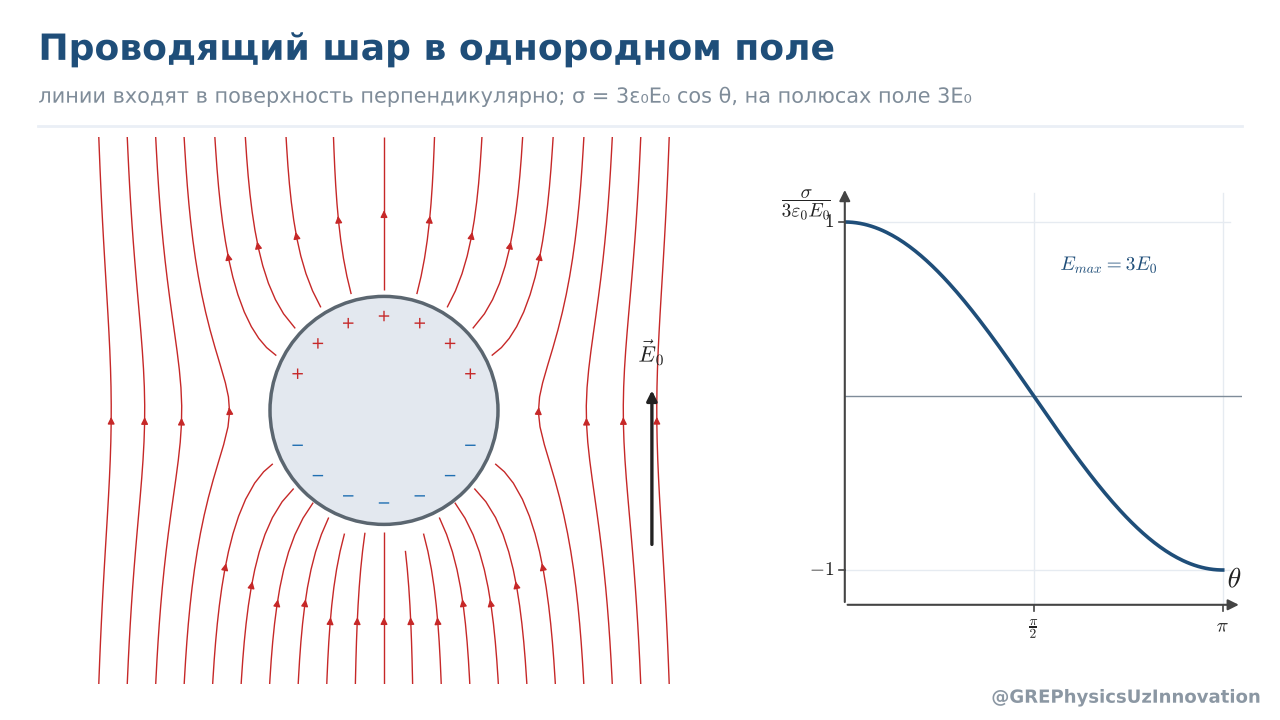 Проводящий шар в однородном поле
линии входят в поверхность перпендикулярно; σ = 3ε₀E₀ cos θ, на полюсах поле 3E₀
σ
3ε₀E₀
1
E_max = 3E₀
+ + + + + + +
E⃗₀
− − − − − − −
−1
θ
π/2
π
@GREPhysicsUzInnovation